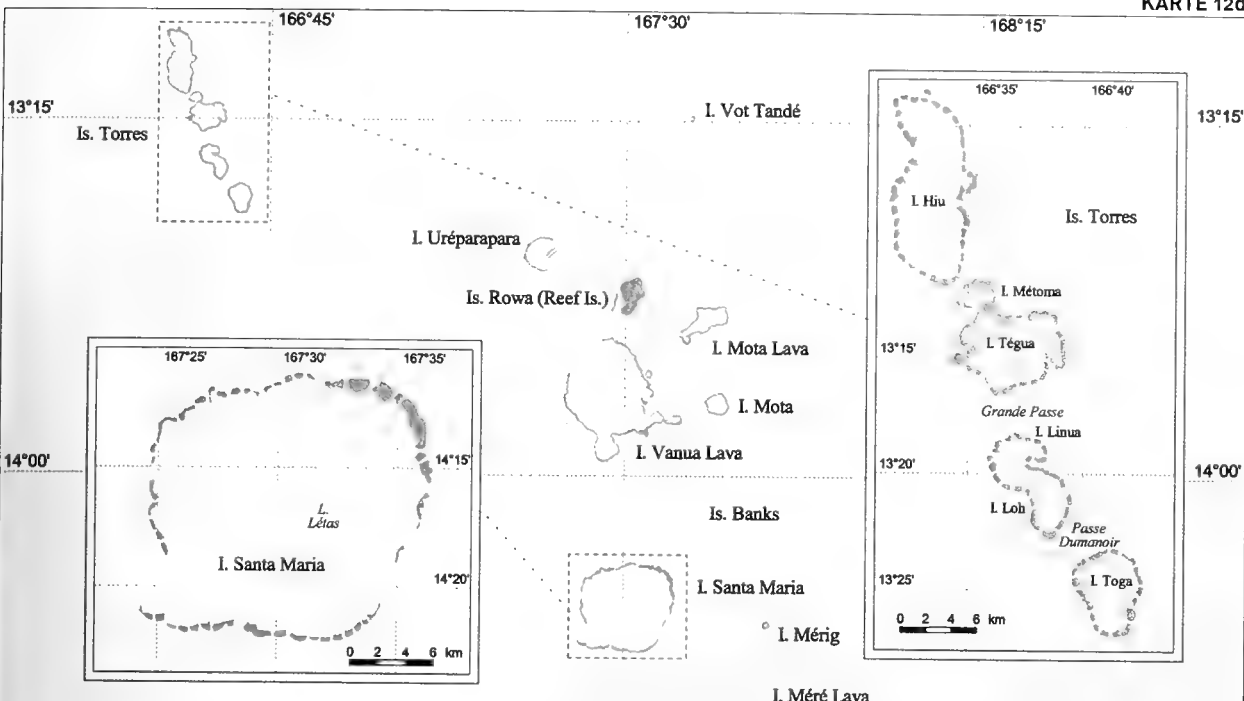 KARTE 12d
166°45'
167°30'
168°15'
13°15'
Is. Torres
I. Vot Tandé
13°15'
I. Uréparapara
Is. Rowa (Reef Is.)
I. Mota Lava
I. Mota
I. Vanua Lava
14°00'
14°00'
Is. Banks
I. Santa Maria
I. Mérig
I. Méré Lava
167°25'
167°30'
167°35'
14°15'
L.
Létas
I. Santa Maria
14°20'
0 2 4 6 km
166°35'
166°40'
I. Hiu
Is. Torres
I. Métoma
13°15'
I. Tégua
Grande Passe
I. Linua
13°20'
I. Loh
Passe
Dumanoir
13°25'
I. Toga
0 2 4 6 km